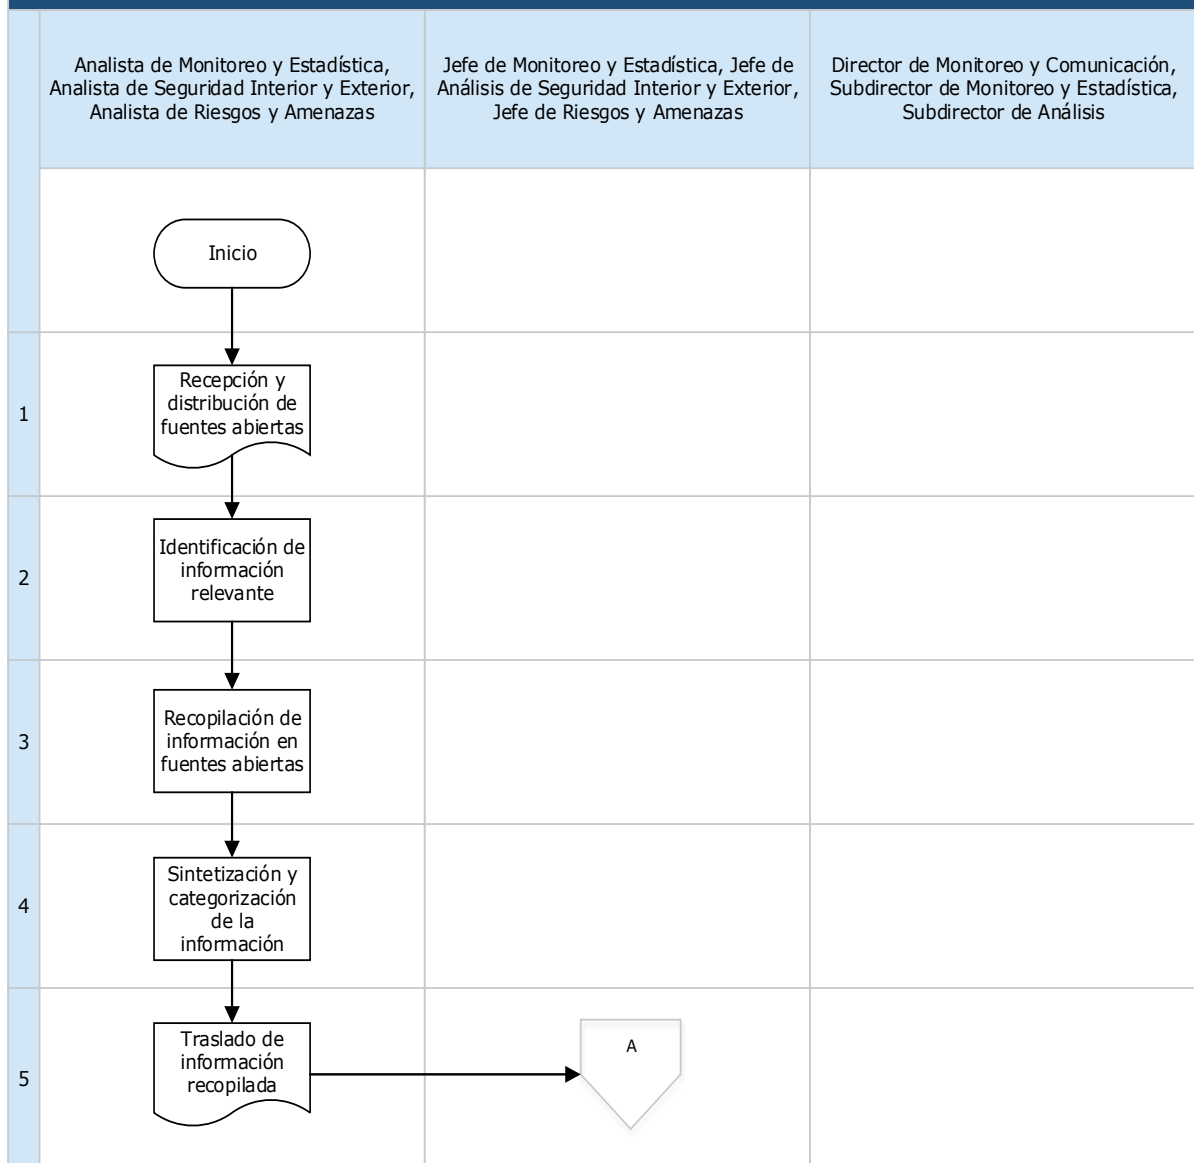 Analista de Monitoreo y Estadística,
Analista de Seguridad Interior y Exterior,
Analista de Riesgos y Amenazas
Jefe de Monitoreo y Estadística, Jefe de
Análisis de Seguridad Interior y Exterior,
Jefe de Riesgos y Amenazas
Director de Monitoreo y Comunicación,
Subdirector de Monitoreo y Estadística,
Subdirector de Análisis
Inicio
1
Recepción y
distribución de
fuentes abiertas
2
Identificación de
información
relevante
3
Recopilación de
información en
fuentes abiertas
4
Sintetización y
categorización
de la
información
5
Traslado de
información
recopilada
A